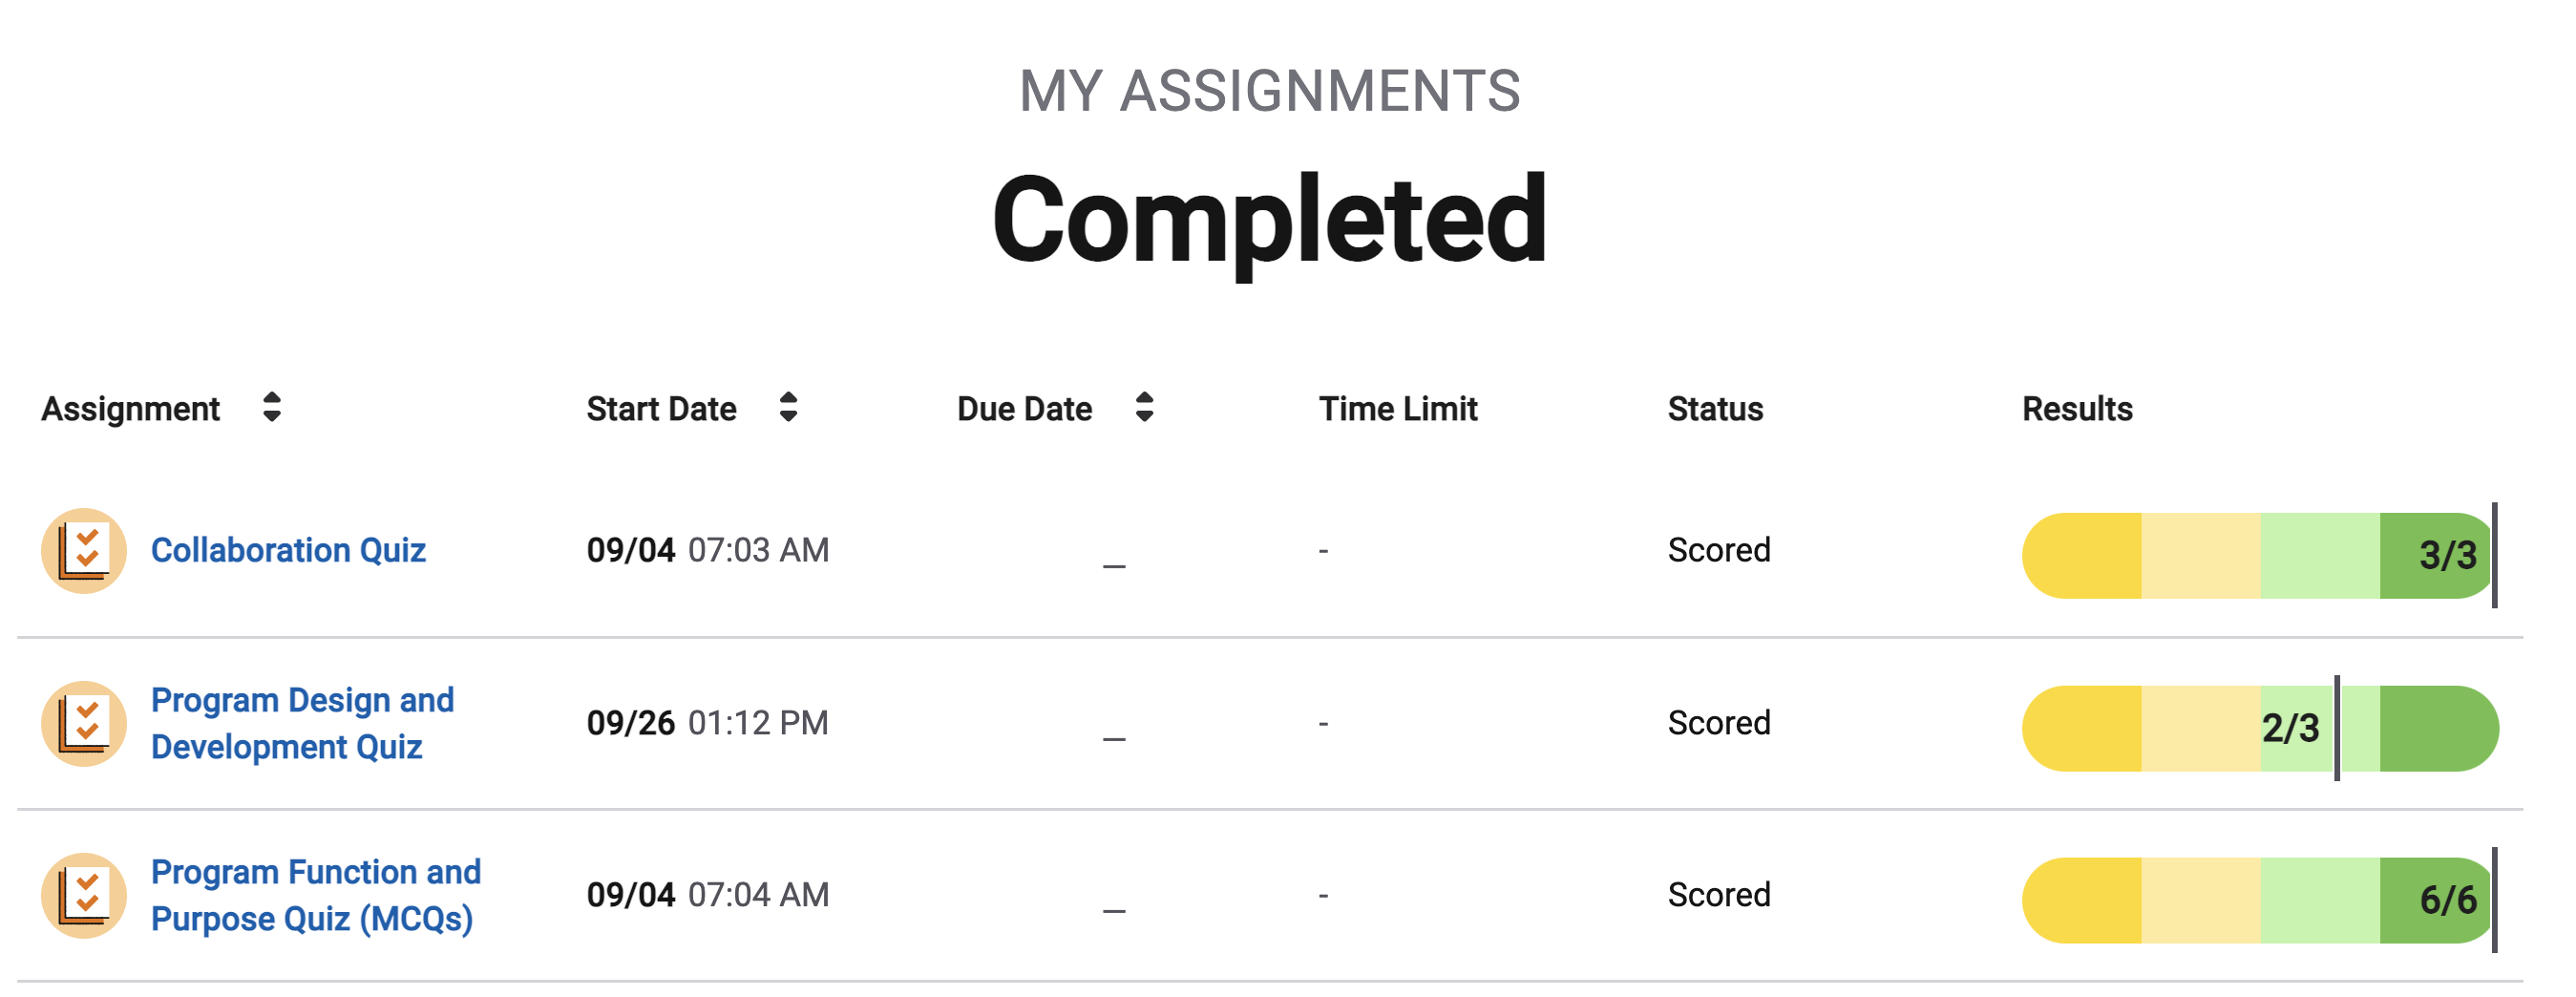 MY ASSIGNMENTS
Completed
Assignment Start Date Due Date Time Limit Status Results
Collaboration Quiz 09/04 07:03 AM _ - Scored 3/3
Program Design and
Development Quiz 09/26 01:12 PM _ - Scored 2/3
Program Function and
Purpose Quiz (MCQs) 09/04 07:04 AM _ - Scored 6/6